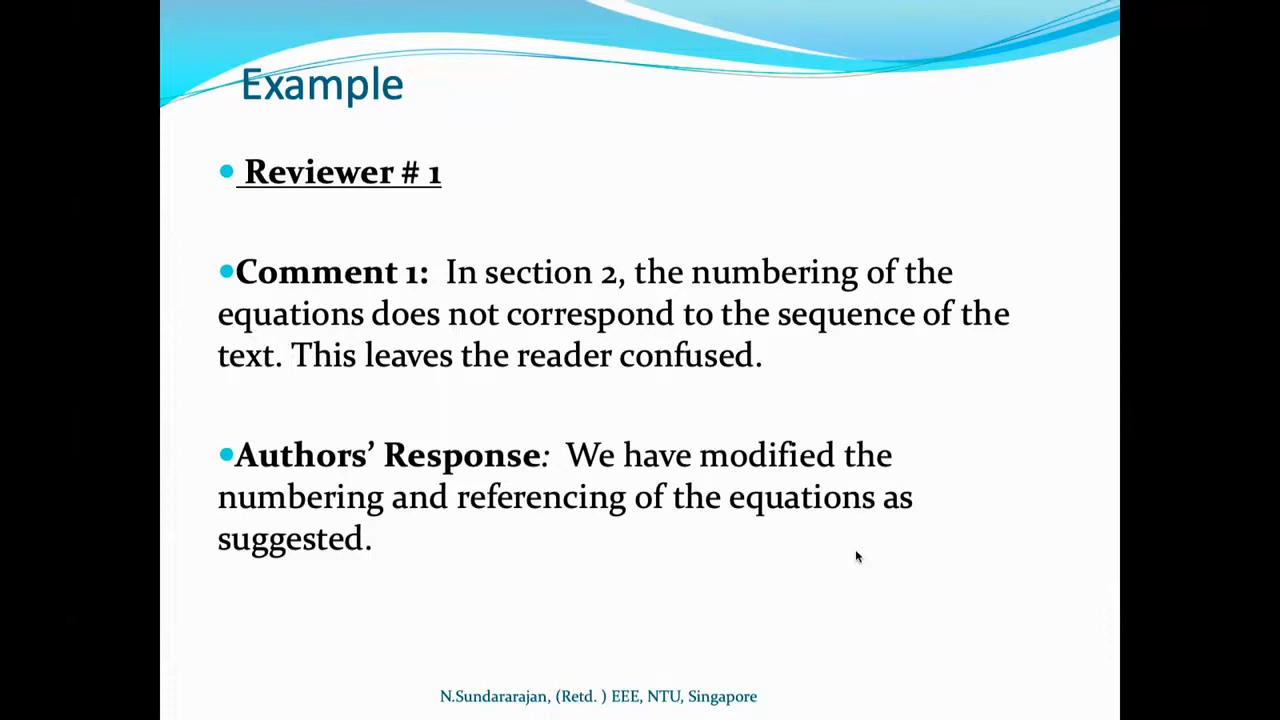 Example
• Reviewer # 1
•Comment 1: In section 2, the numbering of the
equations does not correspond to the sequence of the
text. This leaves the reader confused.
•Authors’ Response: We have modified the
numbering and referencing of the equations as
suggested.
N.Sundararajan, (Retd. ) EEE, NTU, Singapore